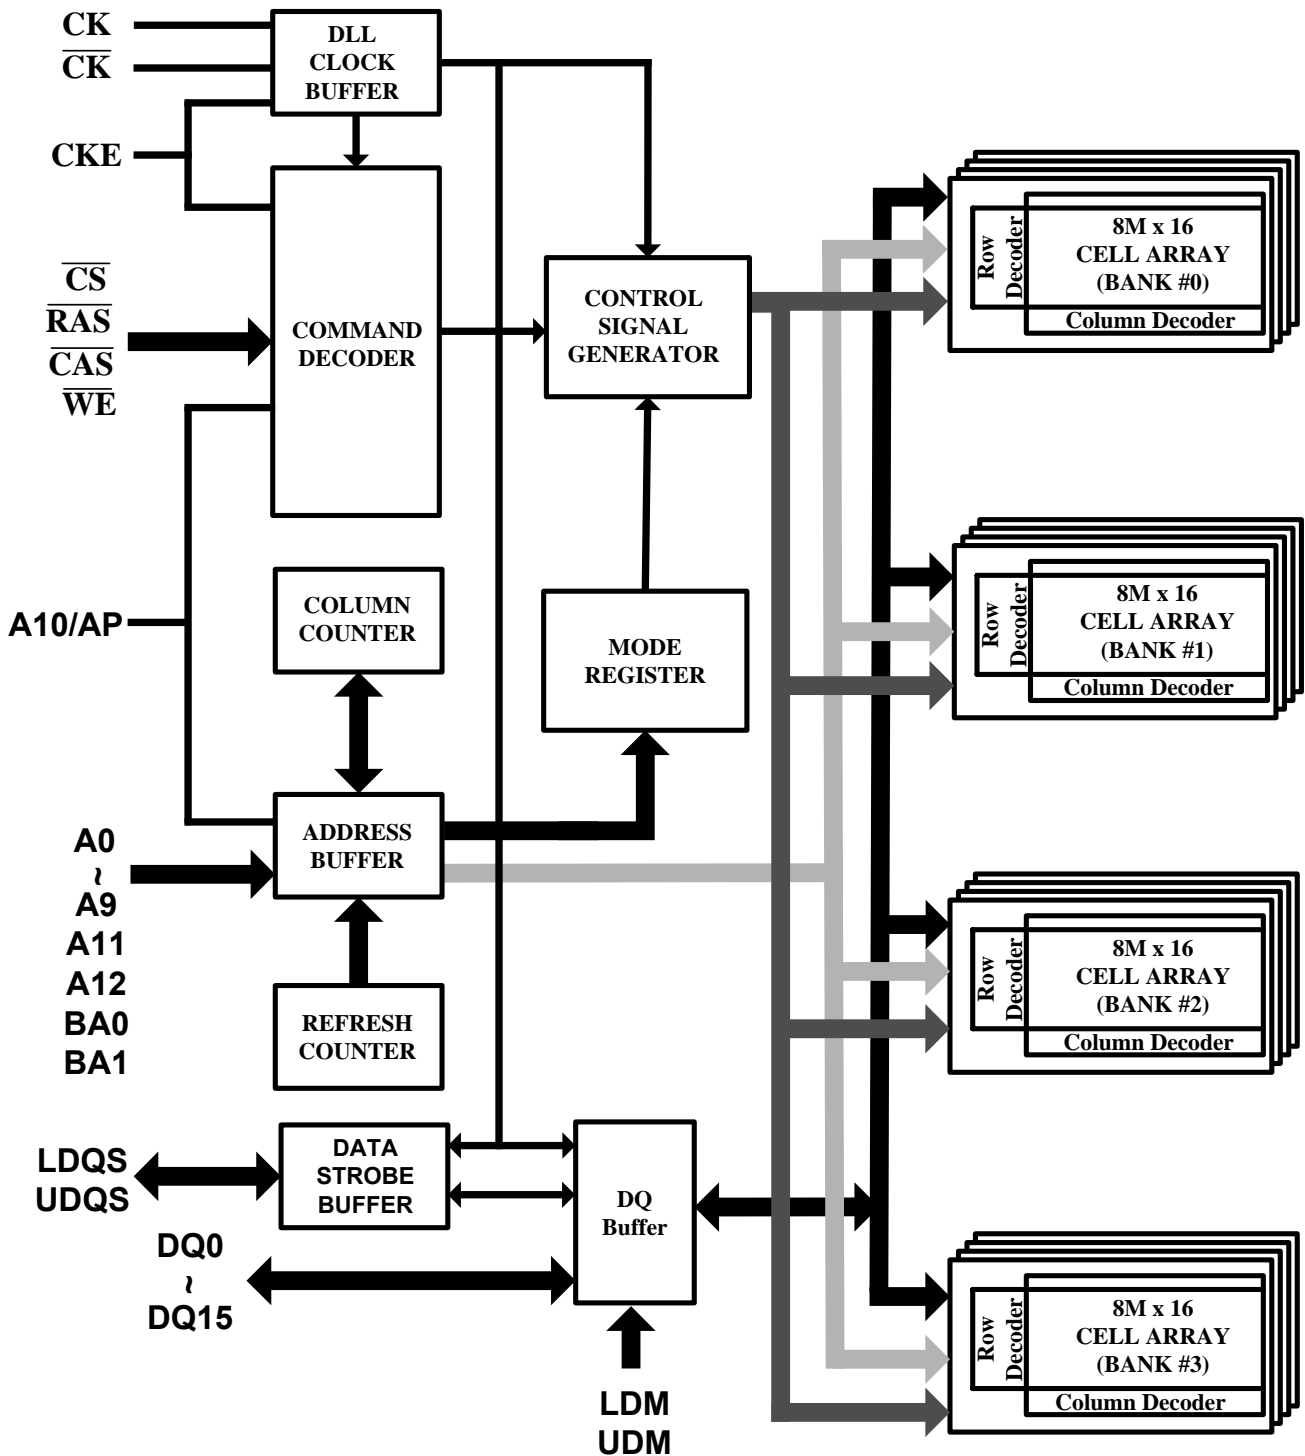 CK
CK
CKE
CS
RAS
CAS
WE
A10/AP
A0
~
A9
A11
A12
BA0
BA1
LDQS
UDQS
DQ0
~
DQ15
DLL
CLOCK
BUFFER
COMMAND
DECODER
COLUMN
COUNTER
ADDRESS
BUFFER
REFRESH
COUNTER
DATA
STROBE
BUFFER
CONTROL
SIGNAL
GENERATOR
MODE
REGISTER
DQ
Buffer
LDM
UDM
Row
Decoder
8M x 16
CELL ARRAY
(BANK #0)
Column Decoder
Row
Decoder
8M x 16
CELL ARRAY
(BANK #1)
Column Decoder
Row
Decoder
8M x 16
CELL ARRAY
(BANK #2)
Column Decoder
Row
Decoder
8M x 16
CELL ARRAY
(BANK #3)
Column Decoder